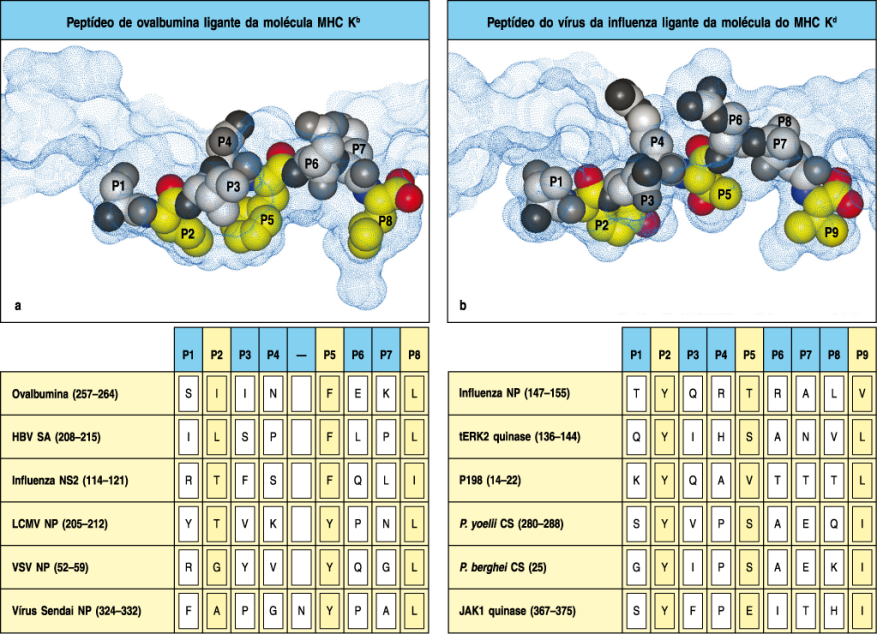 Peptídeo de ovalbumina ligante da molécula MHC Kᵇ
P1 P2 P3 P4 P5 P6 P7 P8
a
Peptídeo do vírus da influenza ligante da molécula do MHC Kᵈ
P1 P2 P3 P4 P5 P6 P7 P8 P9
b
P1 P2 P3 P4 — P5 P6 P7 P8
Ovalbumina (257–264) S I I N F E K L
HBV SA (208–215) I L S P F L P L
Influenza NS2 (114–121) R T F S F Q L I
LCMV NP (205–212) Y T V K Y P N L
VSV NP (52–59) R G Y V Y Q G L
Vírus Sendai NP (324–332) F A P G N Y P A L
P1 P2 P3 P4 P5 P6 P7 P8 P9
Influenza NP (147–155) T Y Q R T R A L V
tERK2 quinase (136–144) Q Y I H S A N V L
P198 (14–22) K Y Q A V T T T L
P. yoelli CS (280–288) S Y V P S A E Q I
P. berghei CS (25) G Y I P S A E K I
JAK1 quinase (367–375) S Y F P E I T H I